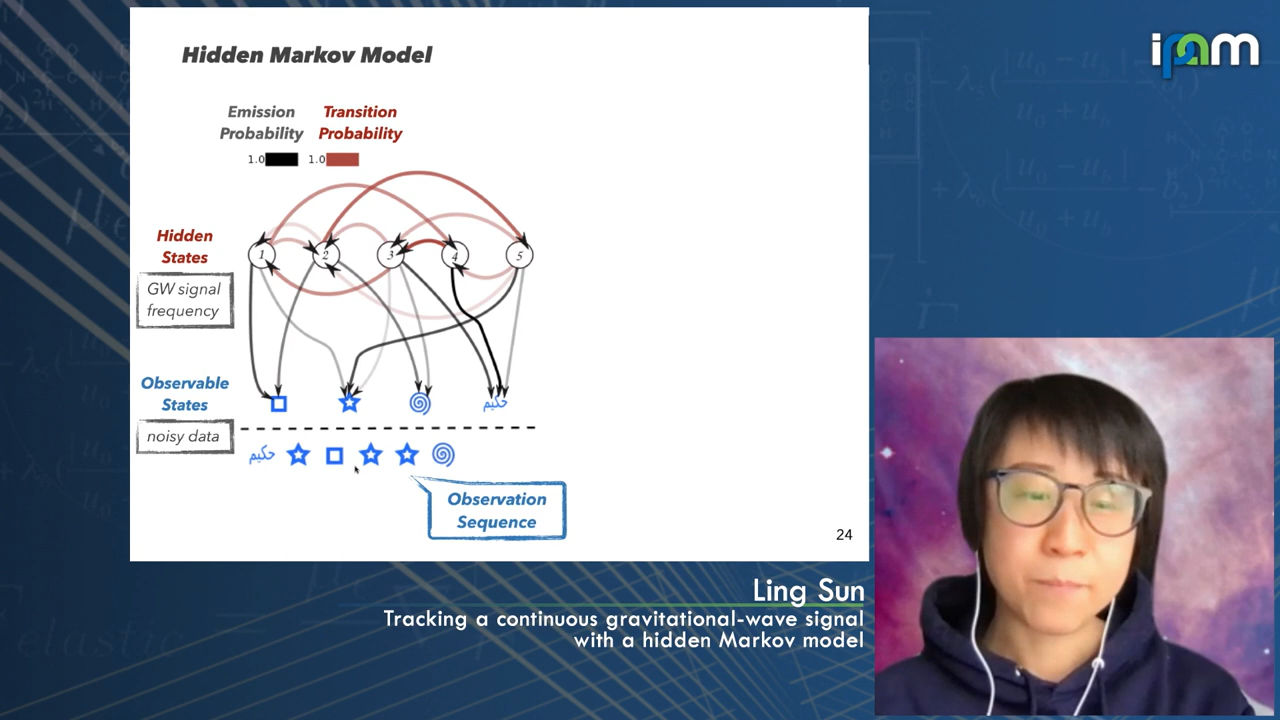 Hidden Markov Model
ipam
Emission Transition
Probability Probability
1.0 1.0
Hidden
States
1 2 3 4 5
GW signal
frequency
Observable
States
حكيم
noisy data
حكيم
Observation
Sequence
24
Ling Sun
Tracking a continuous gravitational-wave signal
with a hidden Markov model